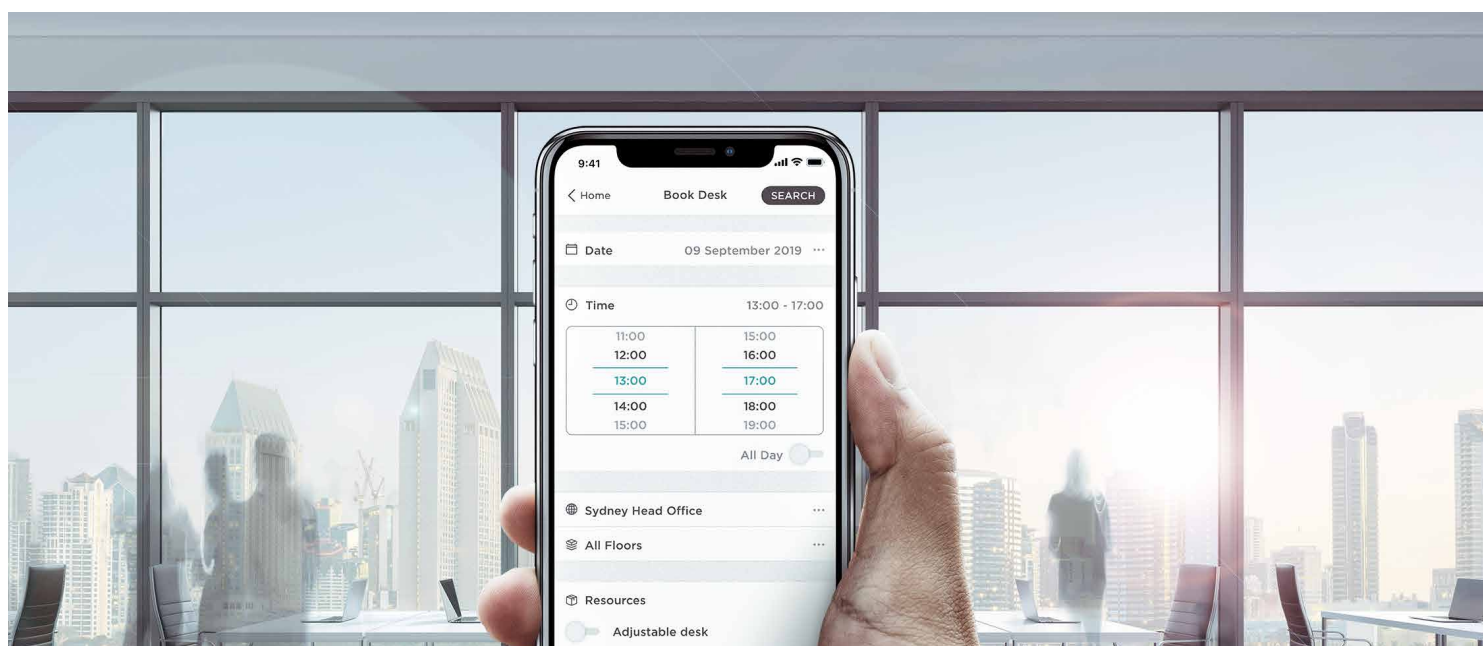 9:41
Home Book Desk SEARCH
Date 09 September 2019 ...
Time 13:00 - 17:00
11:00 15:00
12:00 16:00
13:00 17:00
14:00 18:00
15:00 19:00
All Day
Sydney Head Office ...
All Floors ...
Resources
Adjustable desk